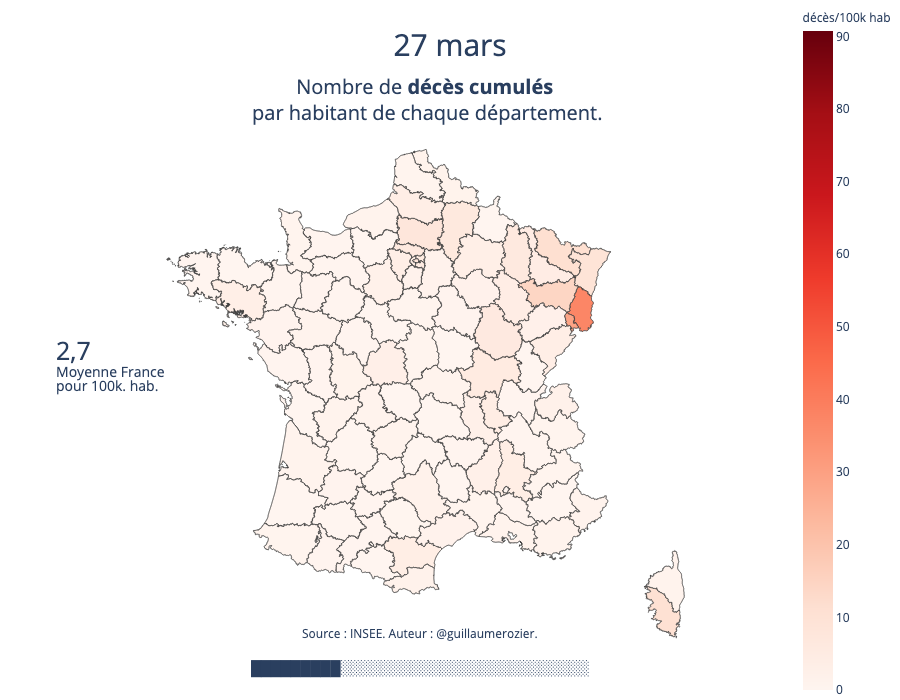 décès/100k hab
27 mars
Nombre de décès cumulés
par habitant de chaque département.
90
80
70
60
50
40
30
20
10
0
2,7
Moyenne France
pour 100k. hab.
Source : INSEE. Auteur : @guillaumerozier.